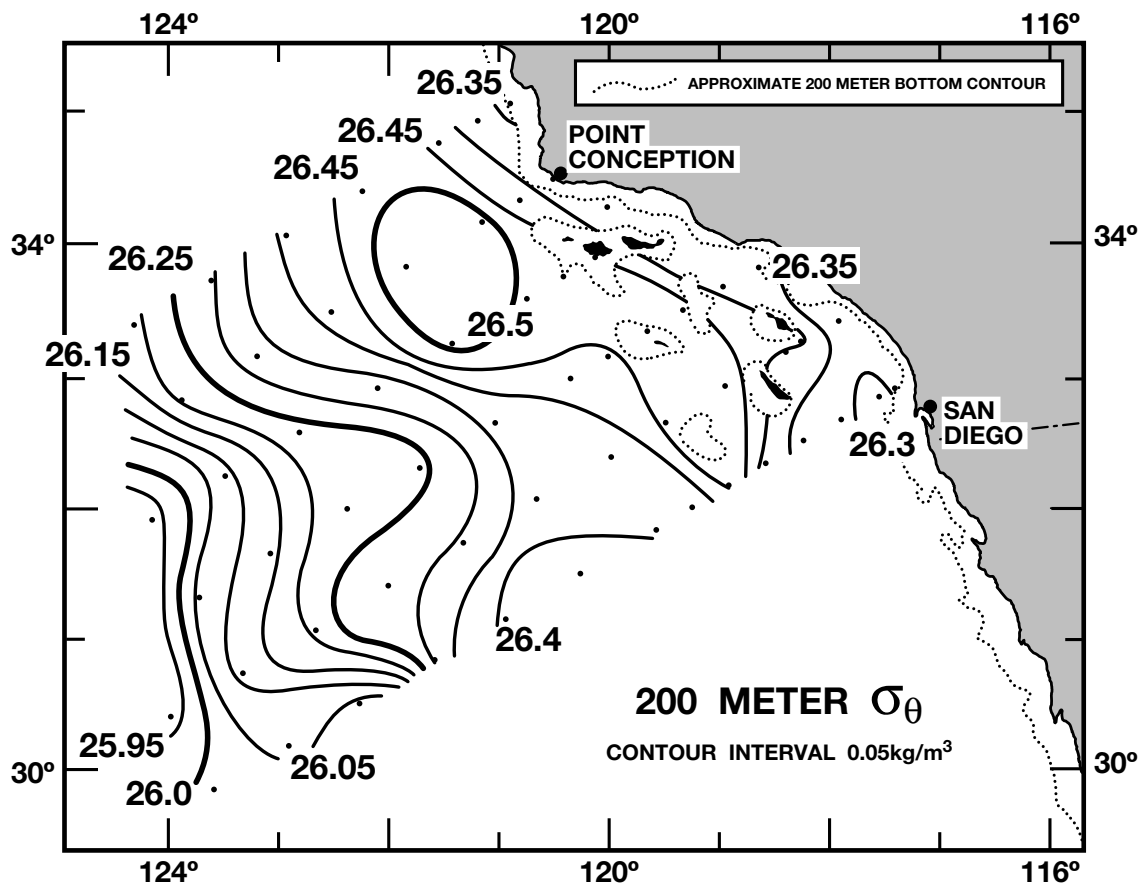 124º 120º 116º
26.35
APPROXIMATE 200 METER BOTTOM CONTOUR
26.45
POINT
CONCEPTION
26.45
34º 34º
26.25
26.35
26.5
26.15
SAN
DIEGO
26.3
26.4
200 METER σθ
CONTOUR INTERVAL 0.05kg/m³
25.95
26.05
30º 30º
26.0
124º 120º 116º